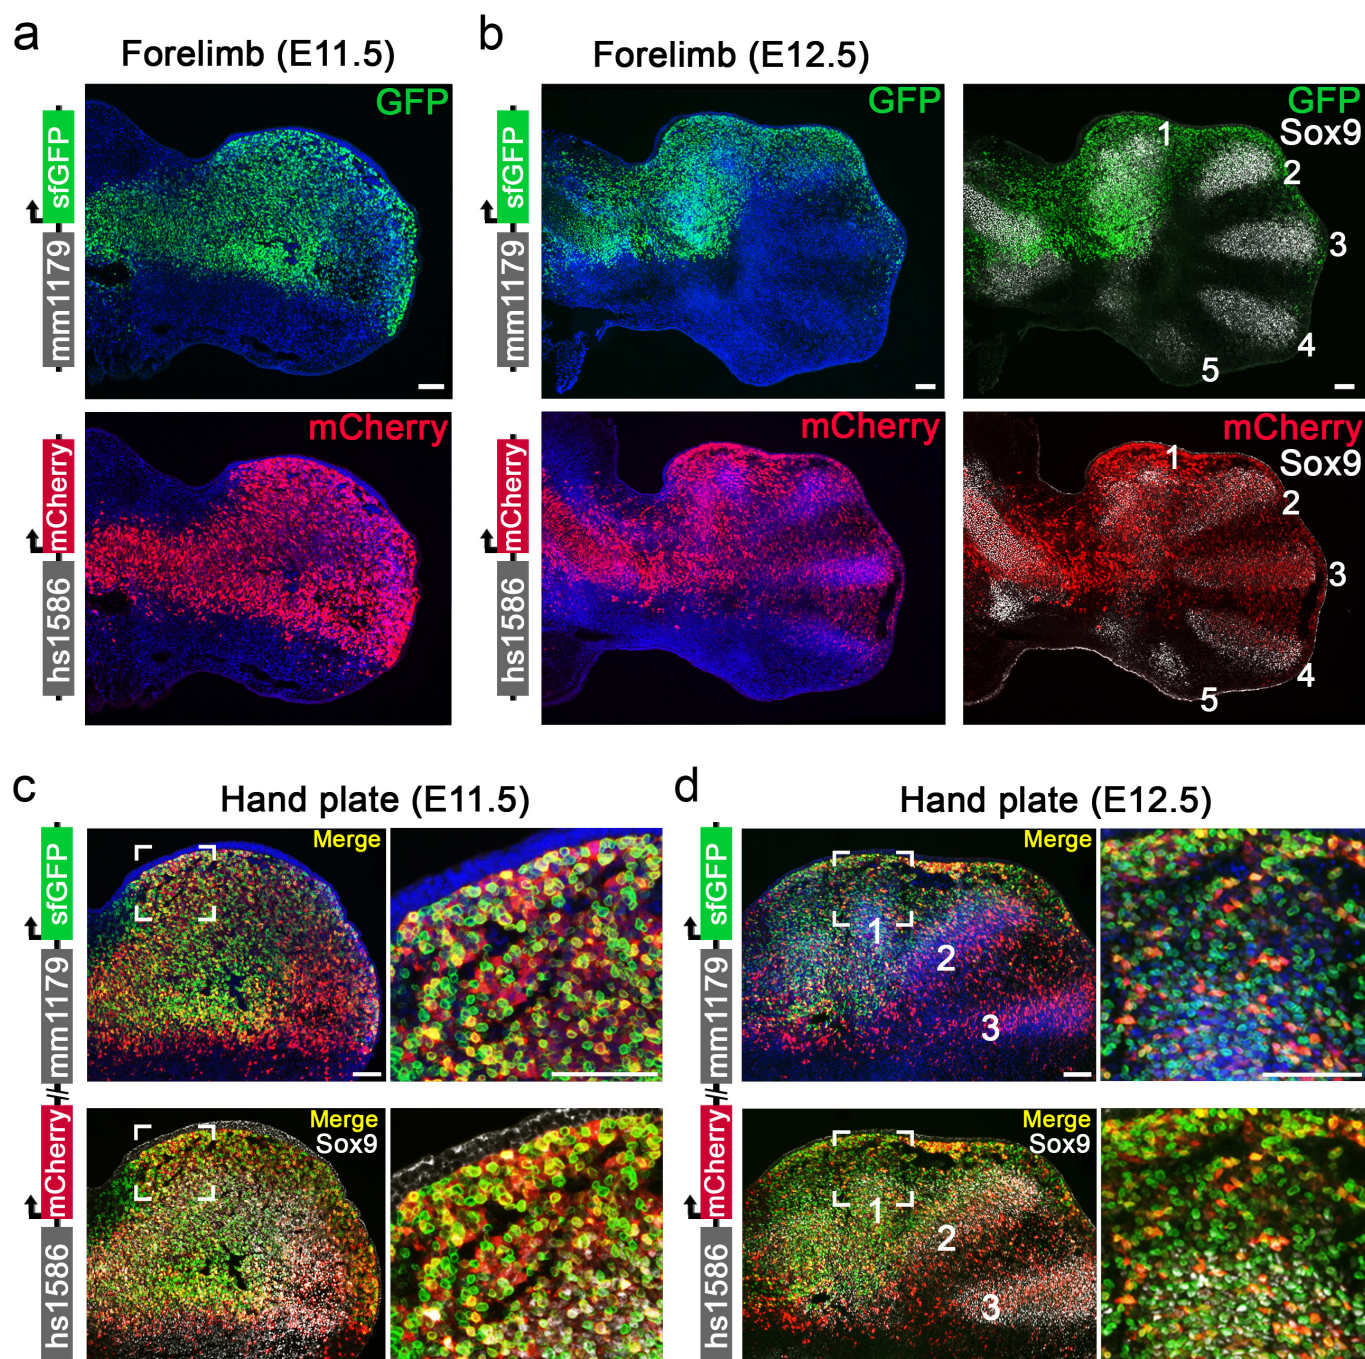 a
Forelimb (E11.5)
sfGFP
mm1179
GFP
mCherry
hs1586
mCherry
b
Forelimb (E12.5)
sfGFP
mm1179
GFP
GFP
Sox9
1
2
3
4
5
mCherry
hs1586
mCherry
mCherry
Sox9
1
2
3
4
5
c
Hand plate (E11.5)
sfGFP
mm1179
mCherry
hs1586
Merge
Merge
Sox9
d
Hand plate (E12.5)
sfGFP
mm1179
mCherry
hs1586
Merge
1
2
3
Merge
Sox9
1
2
3